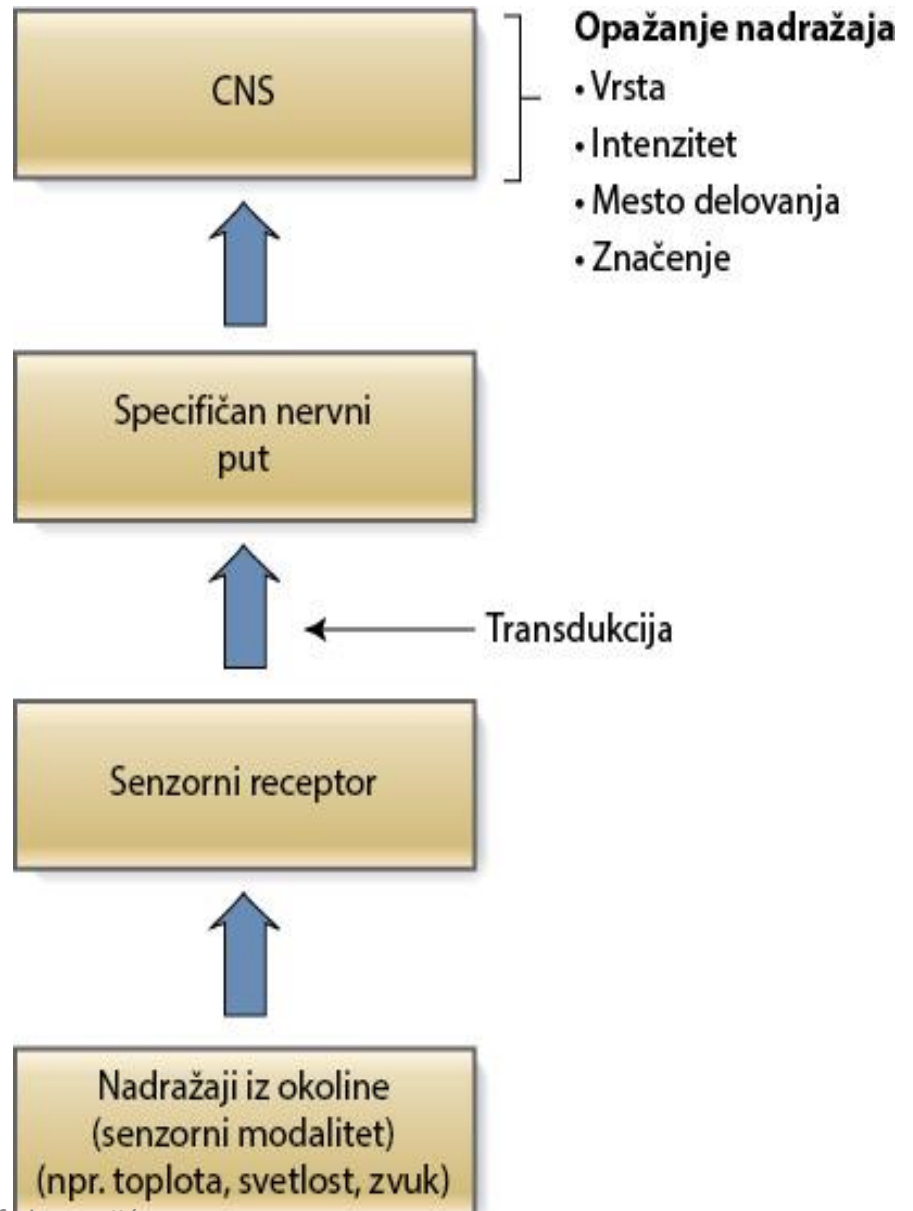 CNS
Opažanje nadražaja
• Vrsta
• Intenzitet
• Mesto delovanja
• Značenje
Specifičan nervni
put
Transdukcija
Senzorni receptor
Nadražaji iz okoline
(senzorni modalitet)
(npr. toplota, svetlost, zvuk)